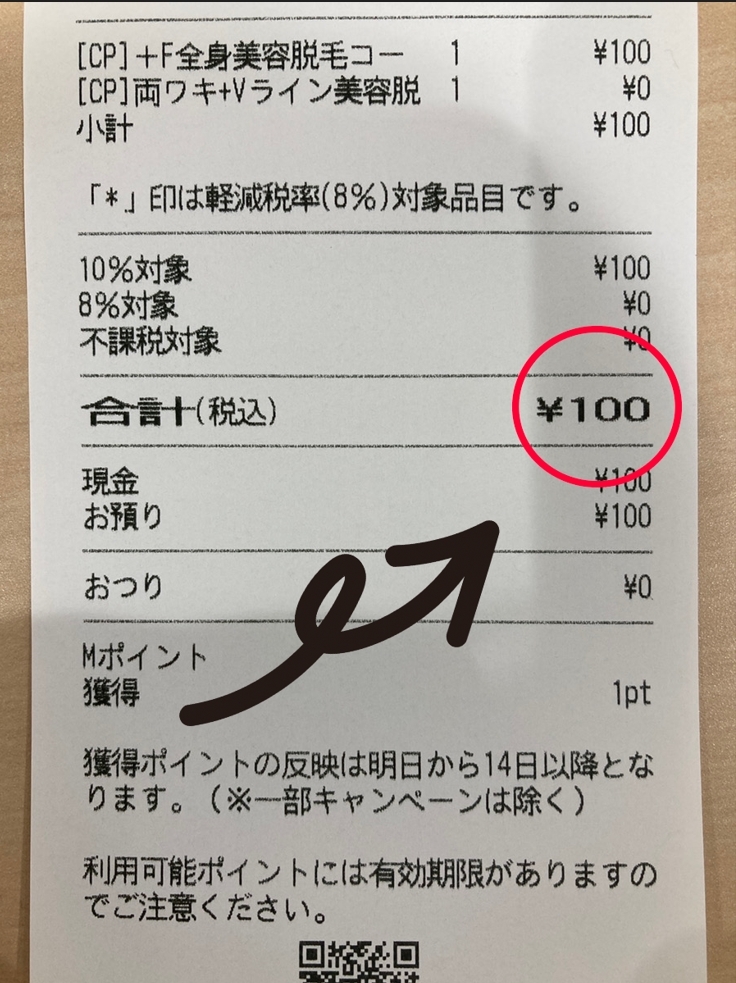 [CP]+F全身美容脱毛コー 1 ¥100
[CP]両ワキ+Vライン美容脱 1 ¥0
小計 ¥100
「*」印は軽減税率(8%)対象品目です。
10%対象 ¥100
8%対象 ¥0
不課税対象 ¥0
合計(税込) ¥100
現金 ¥100
お預り ¥100
おつり ¥0
Mポイント
獲得 1pt
獲得ポイントの反映は明日から14日以降とな
ります。(※一部キャンペーンは除く)
利用可能ポイントには有効期限がありますの
でご注意ください。